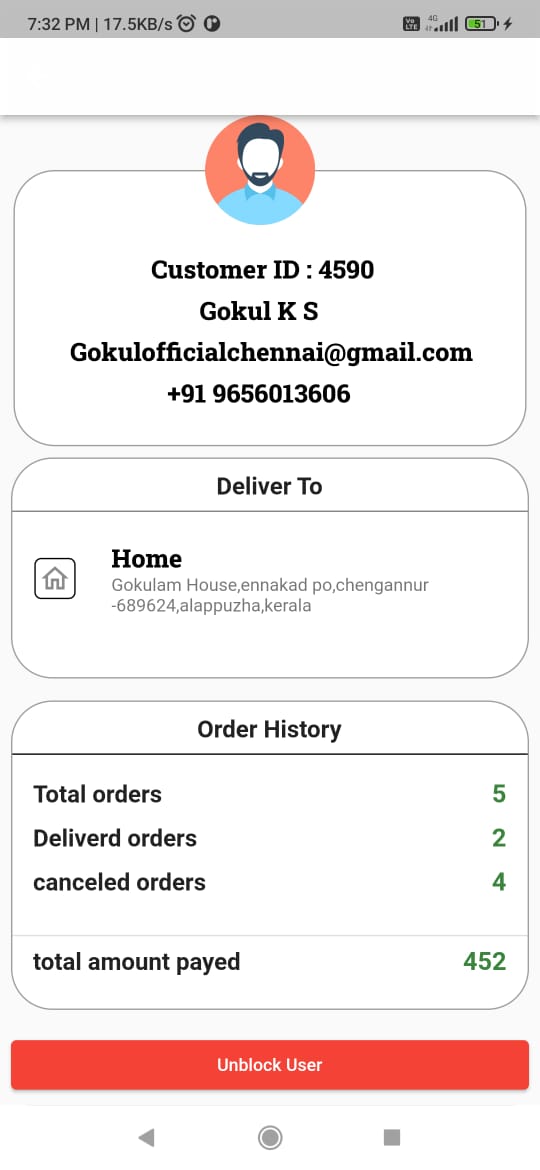 7:32 PM | 17.5KB/s
Vo LTE 4G 51
Customer ID : 4590
Gokul K S
Gokulofficialchennai@gmail.com
+91 9656013606
Deliver To
Home
Gokulam House,ennakad po,chengannur
-689624,alappuzha,kerala
Order History
Total orders 5
Deliverd orders 2
canceled orders 4
total amount payed 452
Unblock User